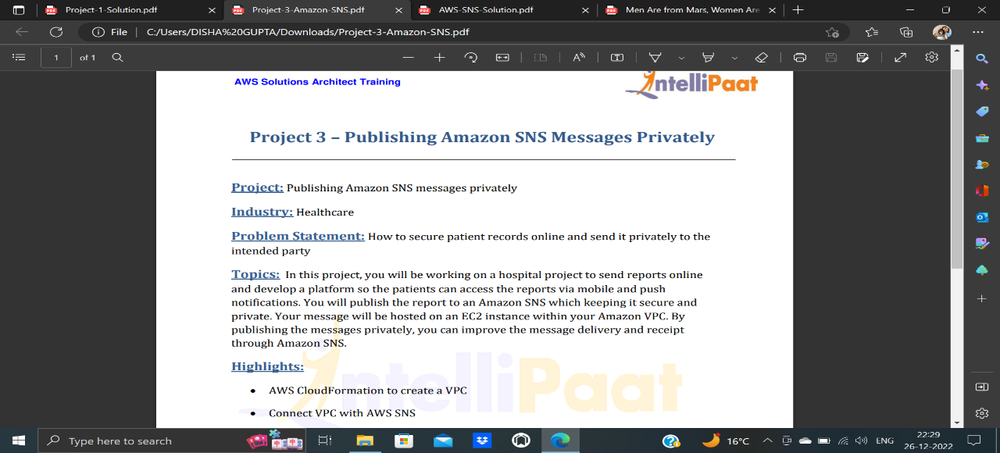 Project-1-Solution.pdf
Project-3-Amazon-SNS.pdf
AWS-SNS-Solution.pdf
Men Are from Mars, Women Are
File
C:/Users/DISHA%20GUPTA/Downloads/Project-3-Amazon-SNS.pdf
1 of 1
AWS Solutions Architect Training
IntelliPaat
Project 3 – Publishing Amazon SNS Messages Privately
Project: Publishing Amazon SNS messages privately
Industry: Healthcare
Problem Statement: How to secure patient records online and send it privately to the
intended party
Topics: In this project, you will be working on a hospital project to send reports online
and develop a platform so the patients can access the reports via mobile and push
notifications. You will publish the report to an Amazon SNS which keeping it secure and
private. Your message will be hosted on an EC2 instance within your Amazon VPC. By
publishing the messages privately, you can improve the message delivery and receipt
through Amazon SNS.
Highlights:
IntelliPaat
• AWS CloudFormation to create a VPC
• Connect VPC with AWS SNS
Type here to search
16°C
ENG
22:29
26-12-2022